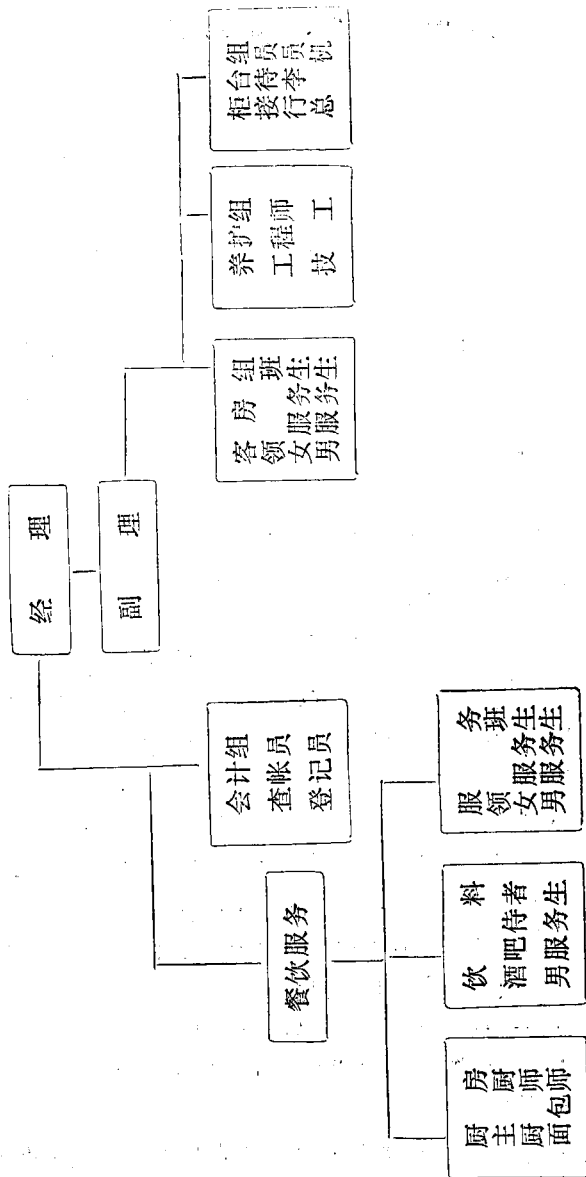 经 理
副 理
会计组
查帐员
登记员
客房组
领班
女服务生
男服务生
养护组
工程师
技工
柜台组
接待员
行李员
总机
餐饮服务
厨房
主厨
厨师
面包师
饮料
酒吧侍者
男服务生
服务
领班
女服务生
男服务生